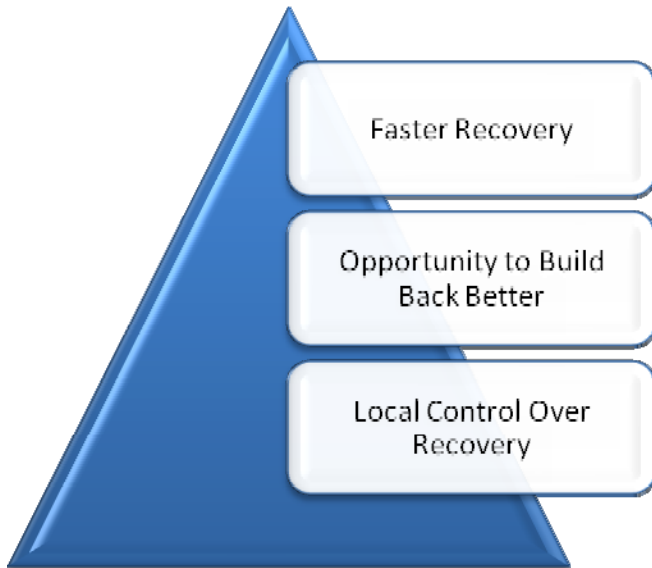 Faster Recovery
Opportunity to Build
Back Better
Local Control Over
Recovery